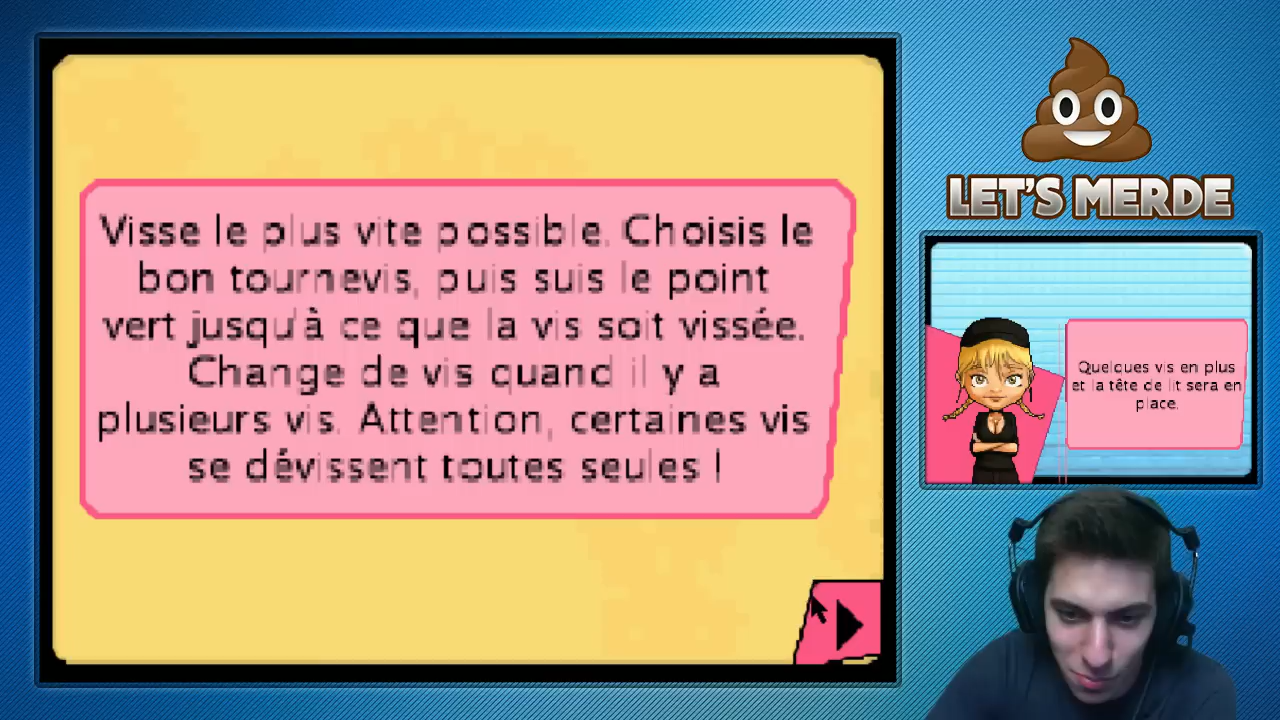 Visse le plus vite possible. Choisis le
bon tournevis, puis suis le point
vert jusqu'à ce que la vis soit vissée.
Change de vis quand il y a
plusieurs vis. Attention, certaines vis
se dévissent toutes seules !
LET'S MERDE
Quelques vis en plus
et la tête de lit sera en
place.